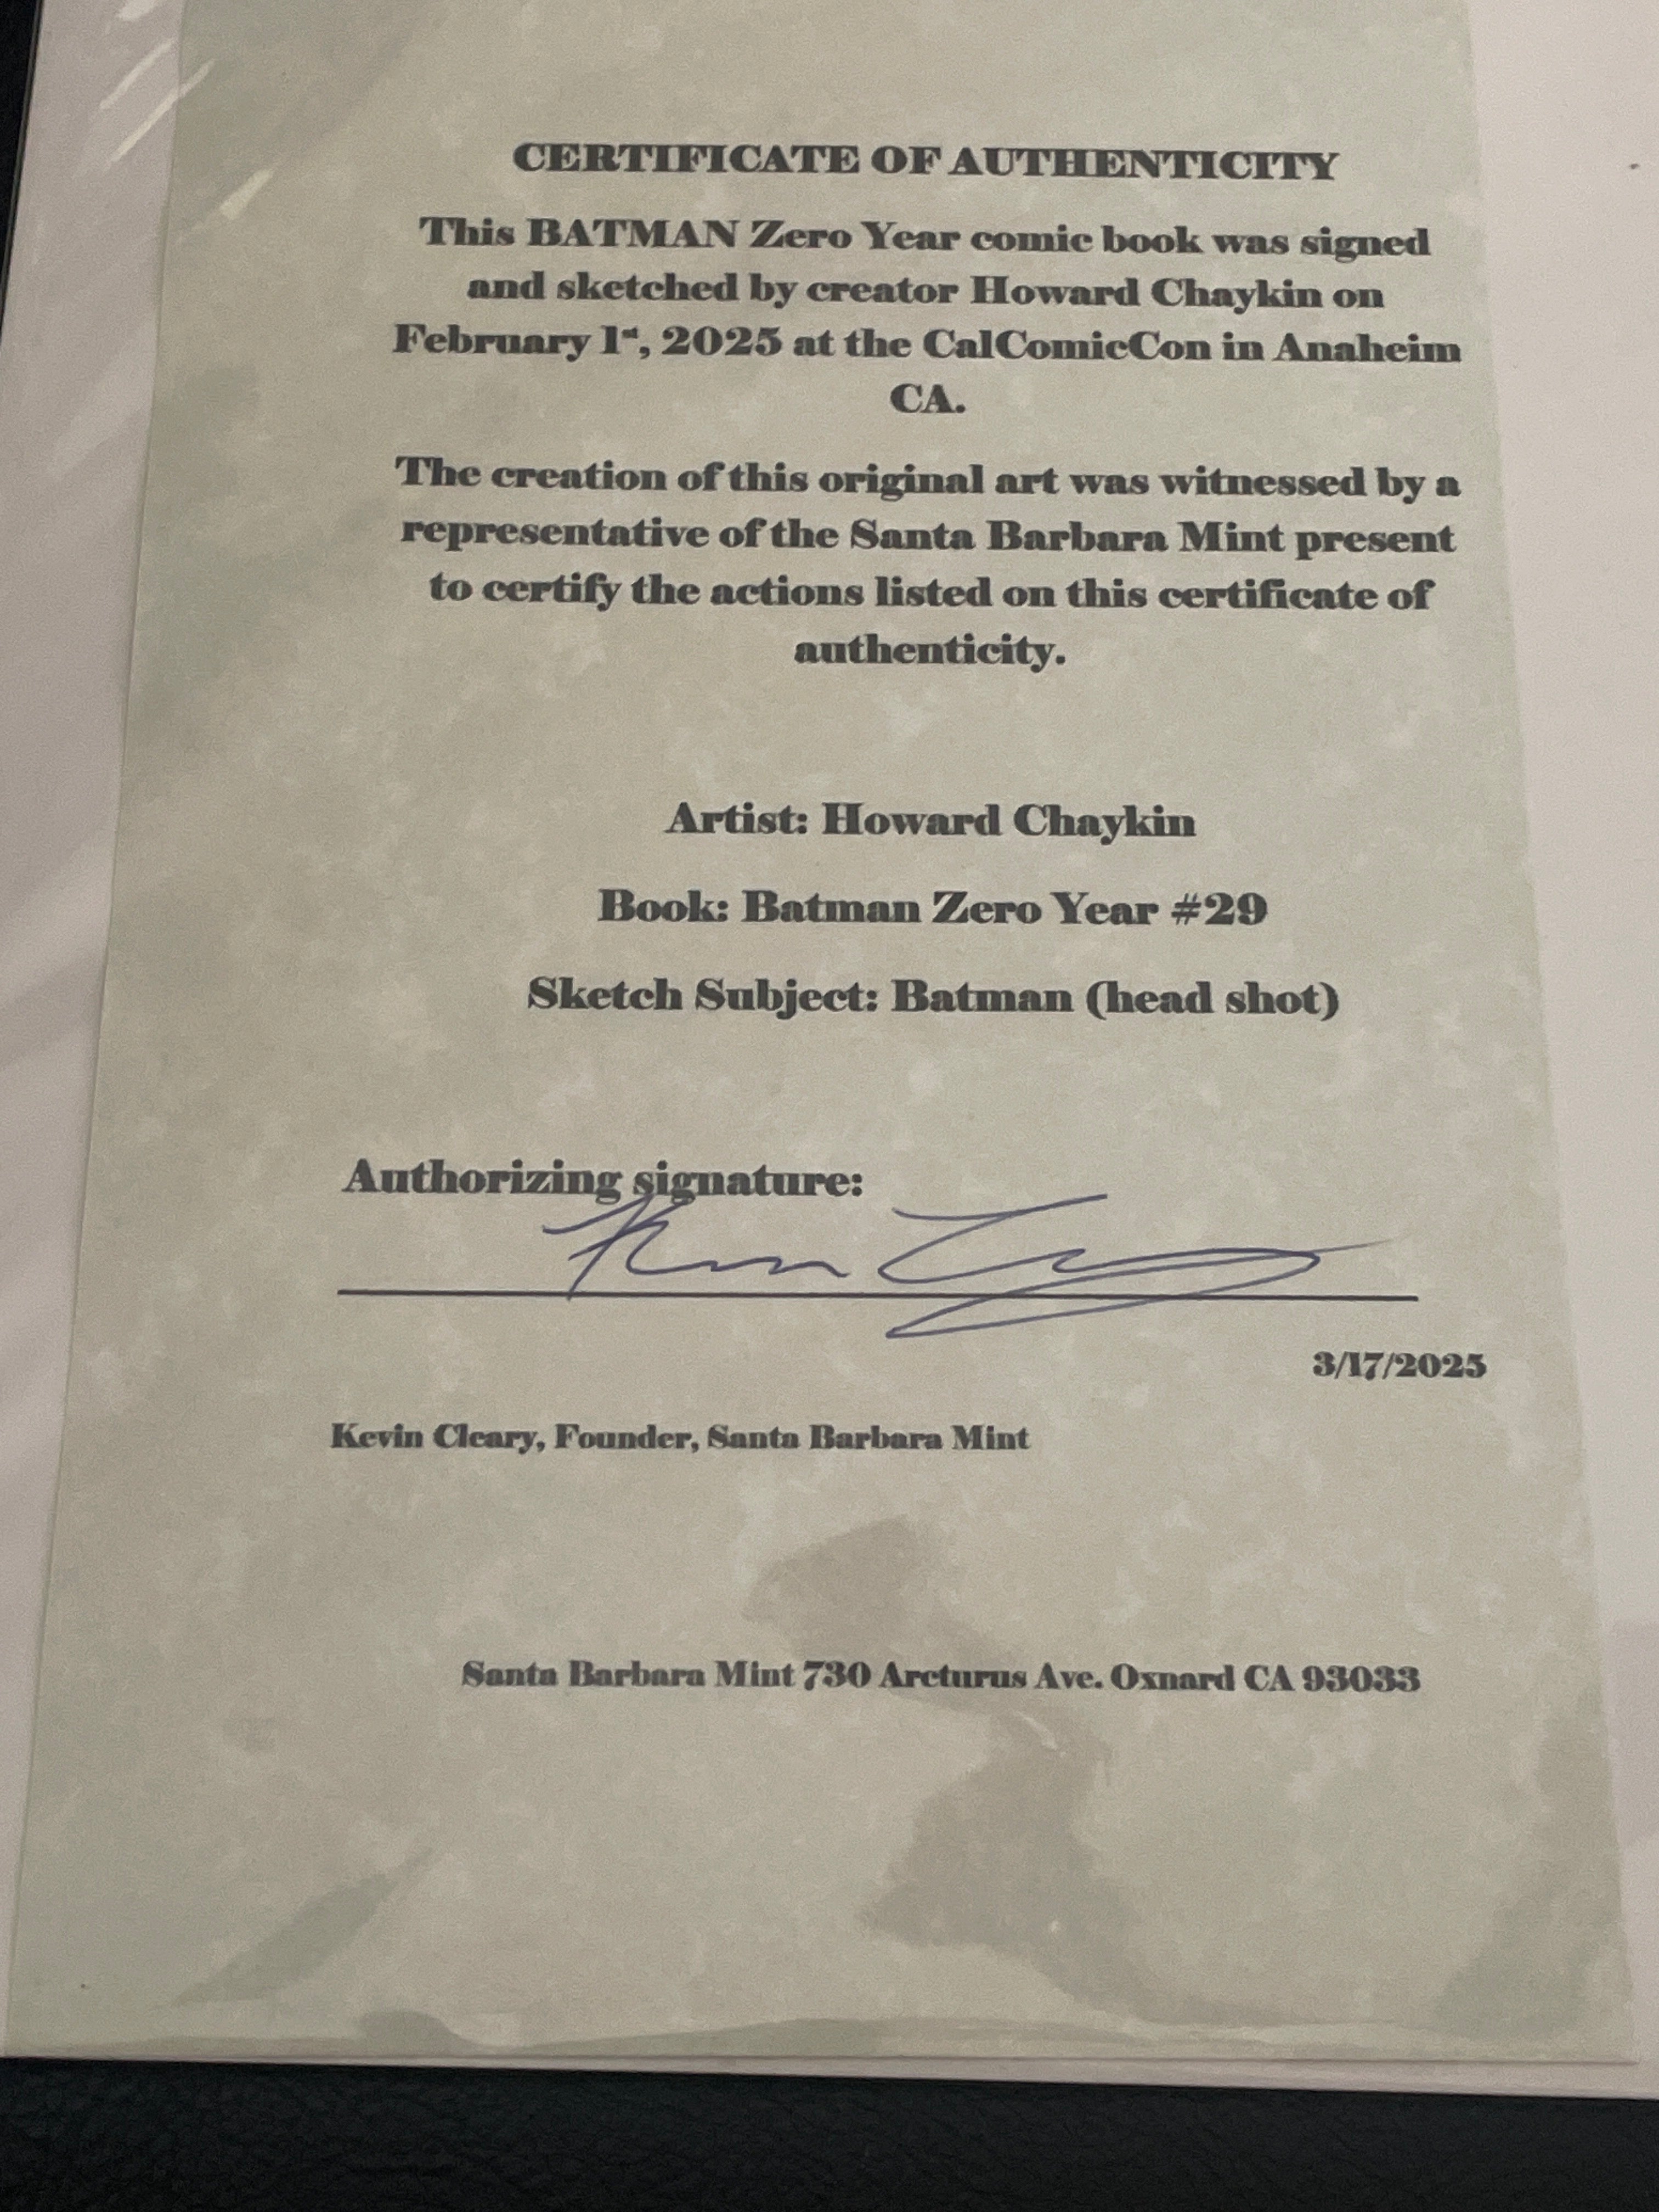 CERTIFICATE OF AUTHENTICITY
This BATMAN Zero Year comic book was signed
and sketched by creator Howard Chaykin on
February 1st, 2025 at the CalComicCon in Anaheim
CA.
The creation of this original art was witnessed by a
representative of the Santa Barbara Mint present
to certify the actions listed on this certificate of
authenticity.
Artist: Howard Chaykin
Book: Batman Zero Year #29
Sketch Subject: Batman (head shot)
Authorizing signature:
3/17/2025
Kevin Cleary, Founder, Santa Barbara Mint
Santa Barbara Mint 730 Arcturus Ave. Oxnard CA 93033